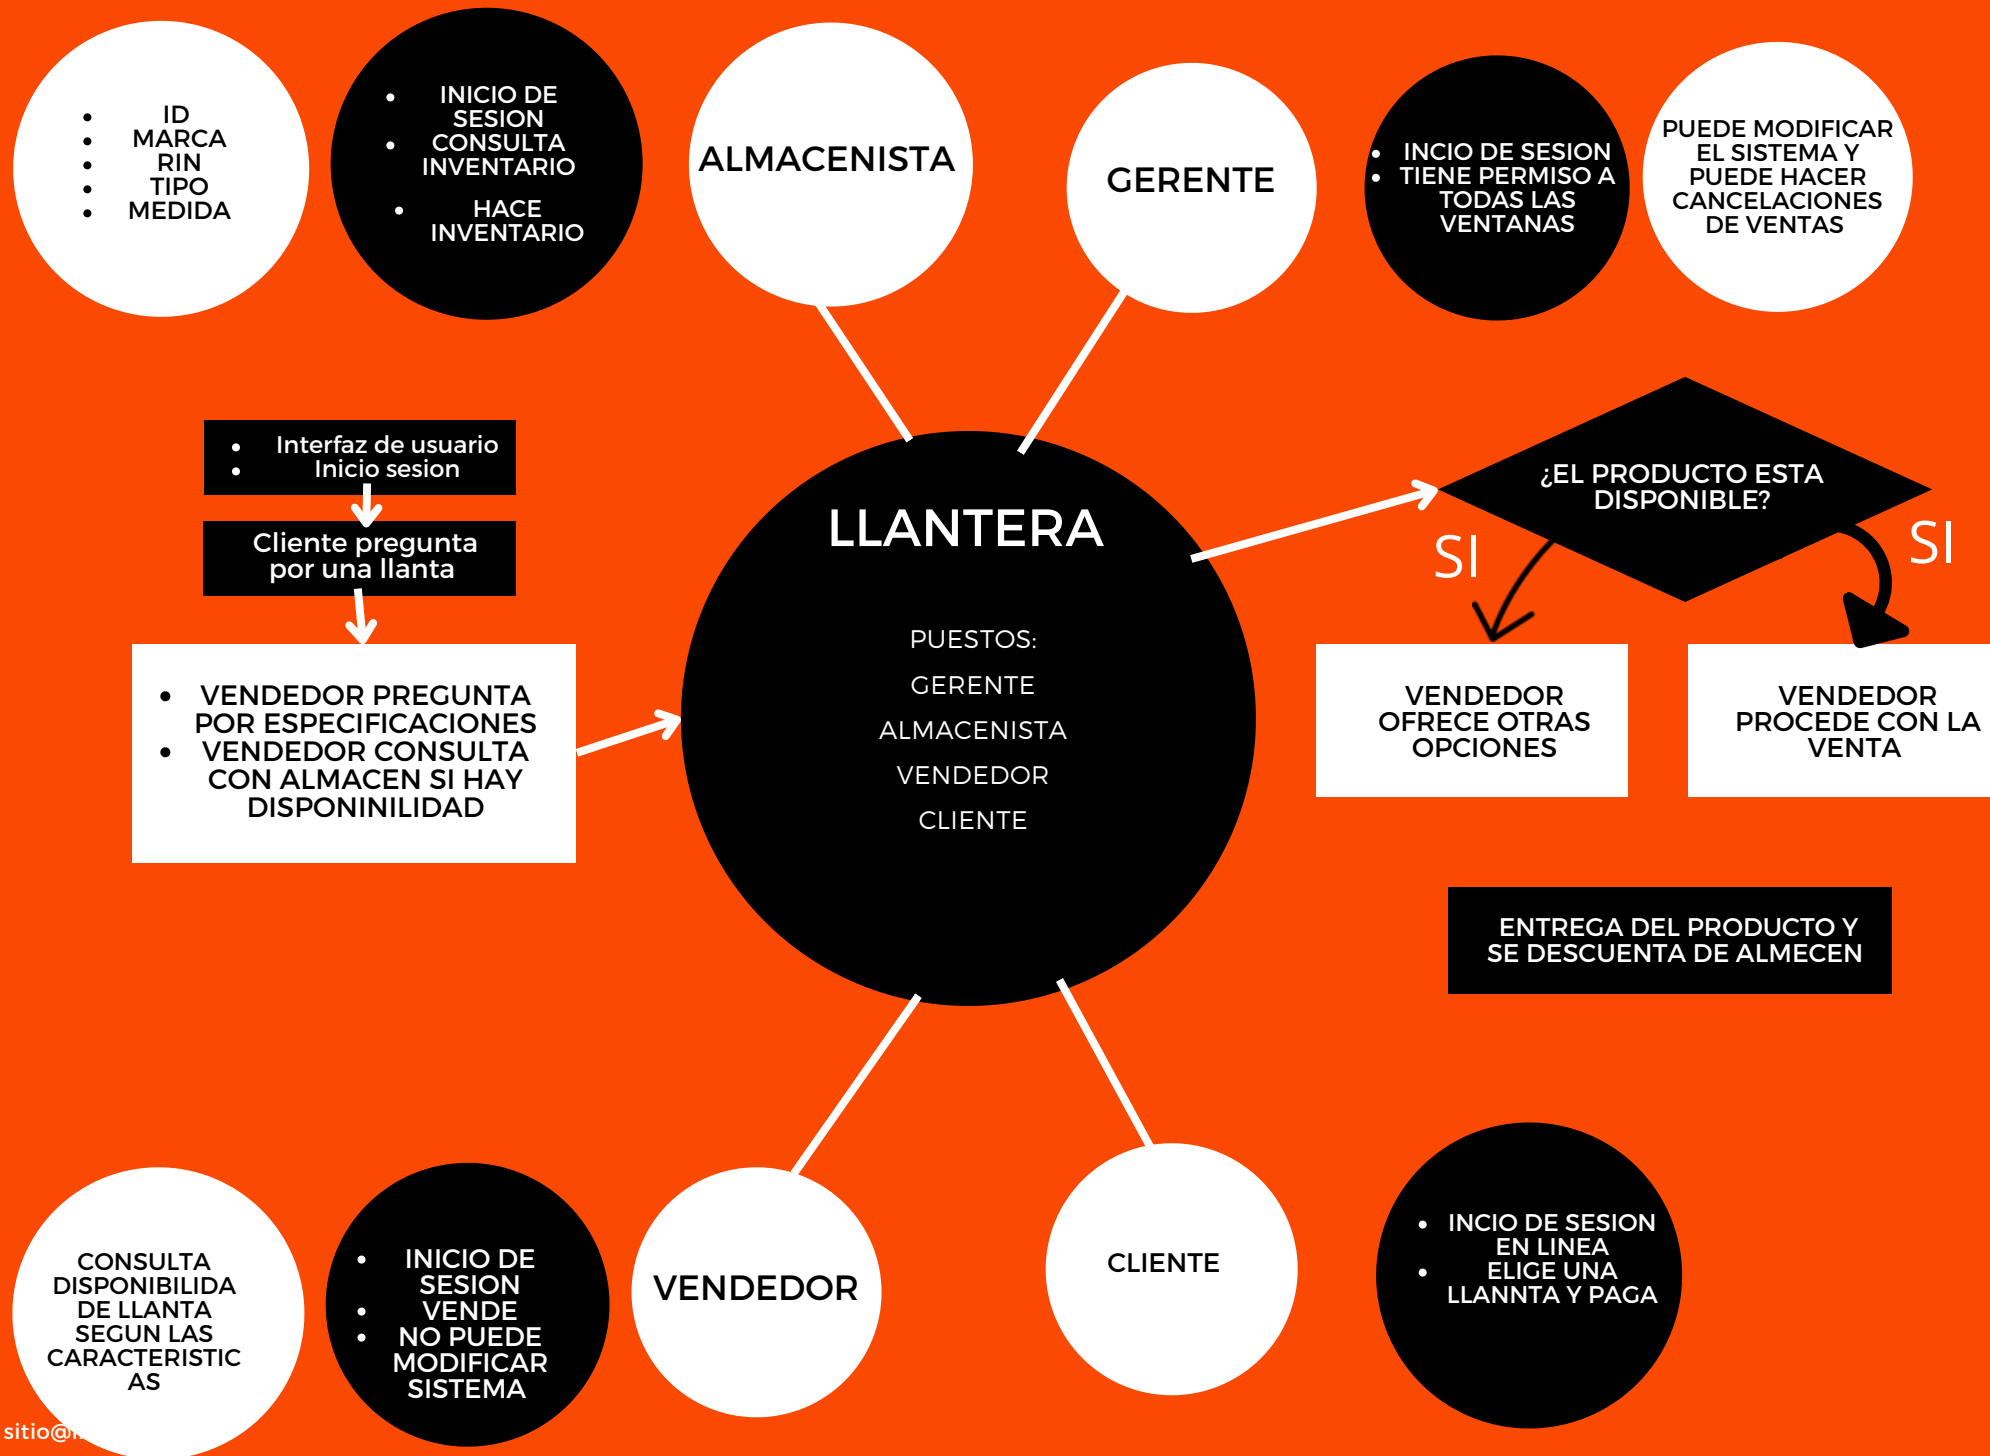 ID
MARCA
RIN
TIPO
MEDIDA
INICIO DE
SESION
CONSULTA
INVENTARIO
HACE
INVENTARIO
ALMACENISTA
GERENTE
INCIO DE SESION
TIENE PERMISO A
TODAS LAS
VENTANAS
PUEDE MODIFICAR
EL SISTEMA Y
PUEDE HACER
CANCELACIONES
DE VENTAS
Interfaz de usuario
Inicio sesion
Cliente pregunta
por una llanta
VENDEDOR PREGUNTA
POR ESPECIFICACIONES
VENDEDOR CONSULTA
CON ALMACEN SI HAY
DISPONINILIDAD
LLANTERA
PUESTOS:
GERENTE
ALMACENISTA
VENDEDOR
CLIENTE
¿EL PRODUCTO ESTA
DISPONIBLE?
SI
SI
VENDEDOR
OFRECE OTRAS
OPCIONES
VENDEDOR
PROCEDE CON LA
VENTA
ENTREGA DEL PRODUCTO Y
SE DESCUENTA DE ALMECEN
CONSULTA
DISPONIBILIDA
DE LLANTA
SEGUN LAS
CARACTERISTIC
AS
INICIO DE
SESION
VENDE
NO PUEDE
MODIFICAR
SISTEMA
VENDEDOR
CLIENTE
INCIO DE SESION
EN LINEA
ELIGE UNA
LLANNTA Y PAGA